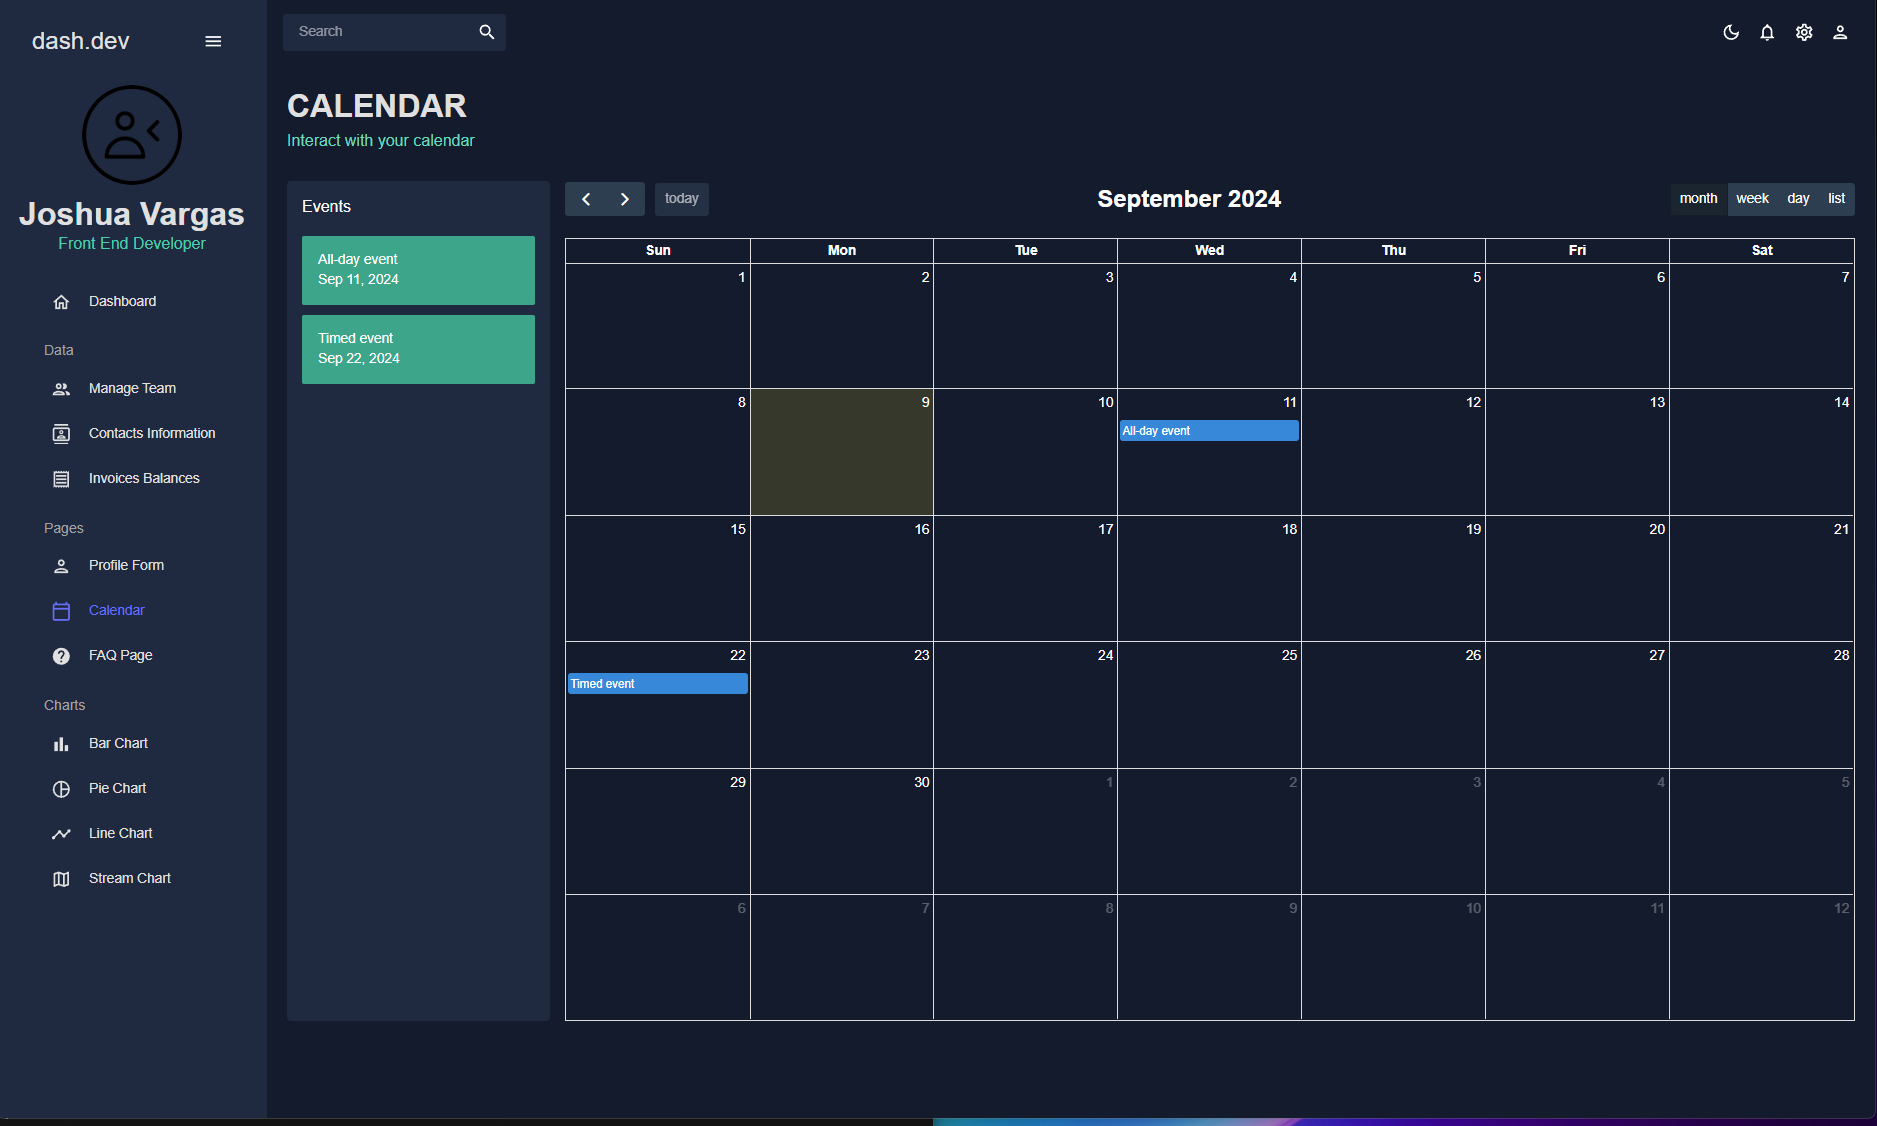 dash.dev
Joshua Vargas
Front End Developer
Dashboard
Data
Manage Team
Contacts Information
Invoices Balances
Pages
Profile Form
Calendar
FAQ Page
Charts
Bar Chart
Pie Chart
Line Chart
Stream Chart
Search
CALENDAR
Interact with your calendar
Events
All-day event
Sep 11, 2024
Timed event
Sep 22, 2024
today
September 2024
month week day list
Sun Mon Tue Wed Thu Fri Sat
1 2 3 4 5 6 7
8 9 10 11 12 13 14
All-day event
15 16 17 18 19 20 21
22 23 24 25 26 27 28
Timed event
29 30 1 2 3 4 5
6 7 8 9 10 11 12